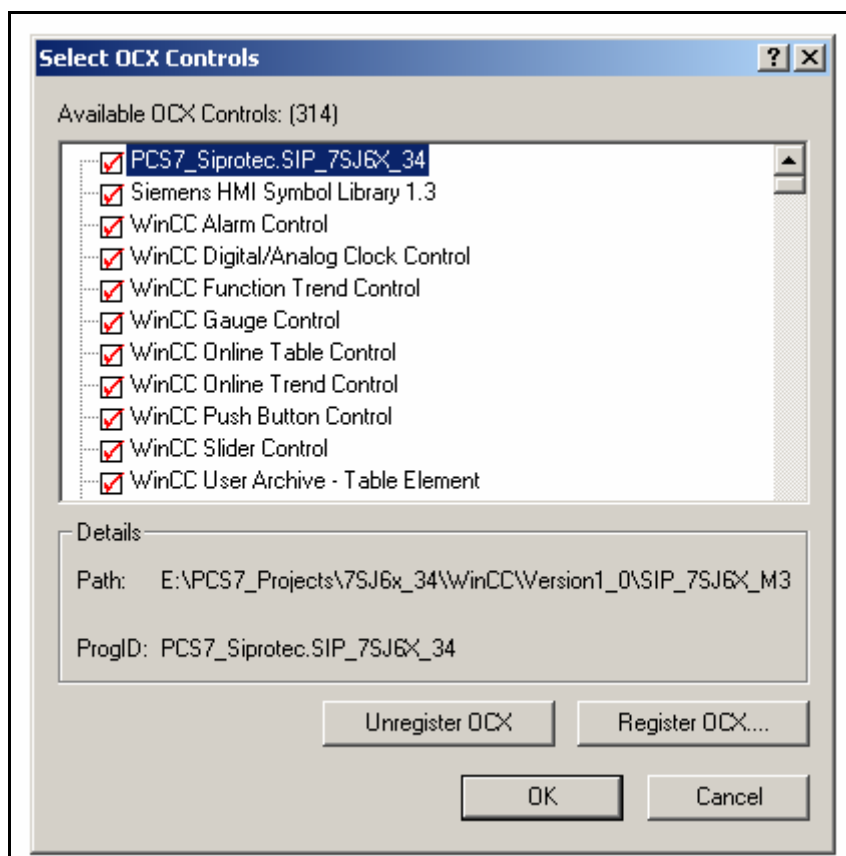 Select OCX Controls
Available OCX Controls: (314)
PCS7_Siprotec.SIP_7SJ6X_34
Siemens HMI Symbol Library 1.3
WinCC Alarm Control
WinCC Digital/Analog Clock Control
WinCC Function Trend Control
WinCC Gauge Control
WinCC Online Table Control
WinCC Online Trend Control
WinCC Push Button Control
WinCC Slider Control
WinCC User Archive - Table Element
Details
Path: E:\PCS7_Projects\7SJ6x_34\WinCC\Version1_0\SIP_7SJ6X_M3
ProgID: PCS7_Siprotec.SIP_7SJ6X_34
Unregister OCX Register OCX....
OK Cancel